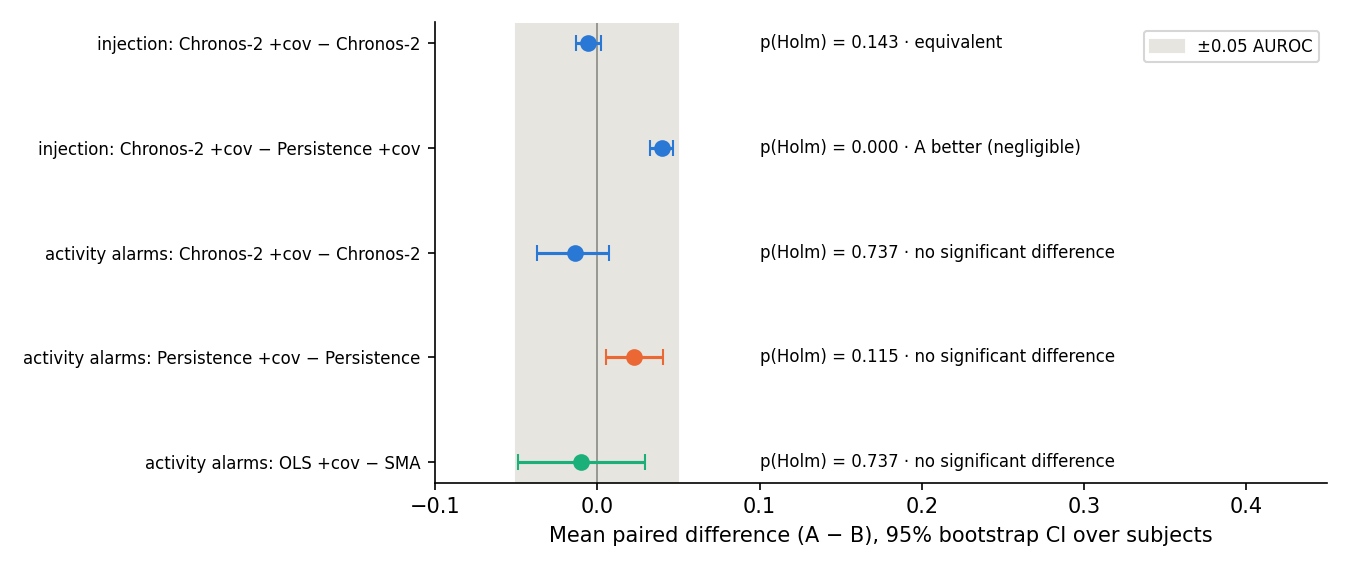 injection: Chronos-2 +cov − Chronos-2
p(Holm) = 0.143 · equivalent
±0.05 AUROC
injection: Chronos-2 +cov − Persistence +cov
p(Holm) = 0.000 · A better (negligible)
activity alarms: Chronos-2 +cov − Chronos-2
p(Holm) = 0.737 · no significant difference
activity alarms: Persistence +cov − Persistence
p(Holm) = 0.115 · no significant difference
activity alarms: OLS +cov − SMA
p(Holm) = 0.737 · no significant difference
−0.1 0.0 0.1 0.2 0.3 0.4
Mean paired difference (A − B), 95% bootstrap CI over subjects